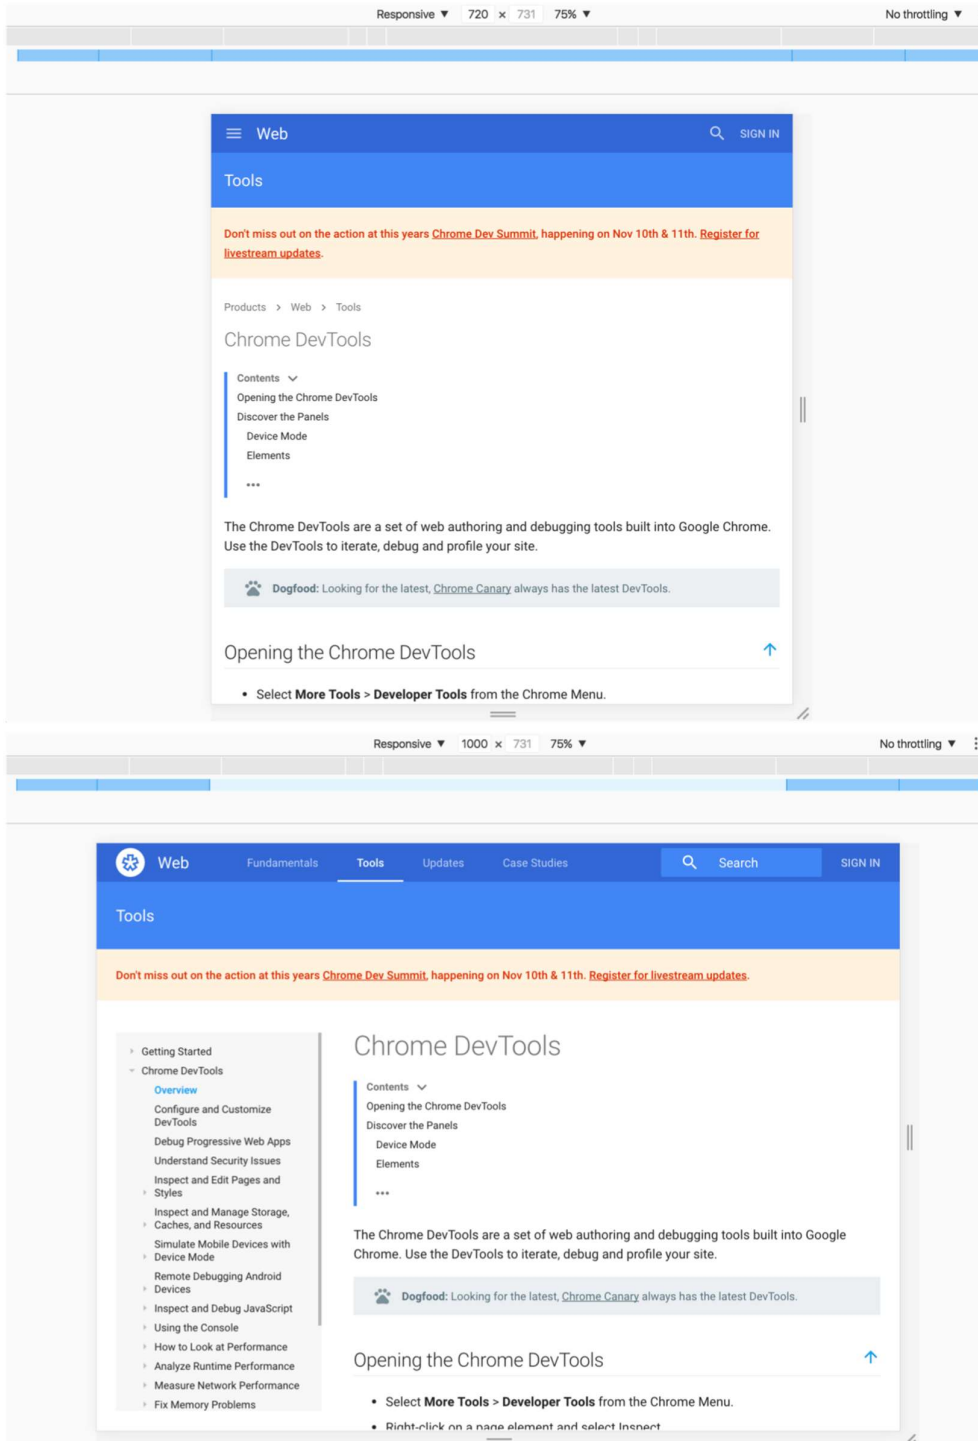 Responsive ▼ 720 × 731 75% ▼ No throttling ▼
Web SIGN IN
Tools
Don't miss out on the action at this years Chrome Dev Summit, happening on Nov 10th & 11th. Register for
livestream updates.
Products > Web > Tools
Chrome DevTools
Contents
Opening the Chrome DevTools
Discover the Panels
Device Mode
Elements
•••
The Chrome DevTools are a set of web authoring and debugging tools built into Google Chrome.
Use the DevTools to iterate, debug and profile your site.
Dogfood: Looking for the latest, Chrome Canary always has the latest DevTools.
Opening the Chrome DevTools
• Select More Tools > Developer Tools from the Chrome Menu.
Responsive ▼ 1000 × 731 75% ▼ No throttling ▼
Web Fundamentals Tools Updates Case Studies Search SIGN IN
Tools
Don't miss out on the action at this years Chrome Dev Summit, happening on Nov 10th & 11th. Register for livestream updates.
Getting Started
Chrome DevTools
Overview
Configure and Customize
DevTools
Debug Progressive Web Apps
Understand Security Issues
Inspect and Edit Pages and
Styles
Inspect and Manage Storage,
Caches, and Resources
Simulate Mobile Devices with
Device Mode
Remote Debugging Android
Devices
Inspect and Debug JavaScript
Using the Console
How to Look at Performance
Analyze Runtime Performance
Measure Network Performance
Fix Memory Problems
Chrome DevTools
Contents
Opening the Chrome DevTools
Discover the Panels
Device Mode
Elements
•••
The Chrome DevTools are a set of web authoring and debugging tools built into Google
Chrome. Use the DevTools to iterate, debug and profile your site.
Dogfood: Looking for the latest, Chrome Canary always has the latest DevTools.
Opening the Chrome DevTools
• Select More Tools > Developer Tools from the Chrome Menu.
• Right-click on a page element and select Inspect